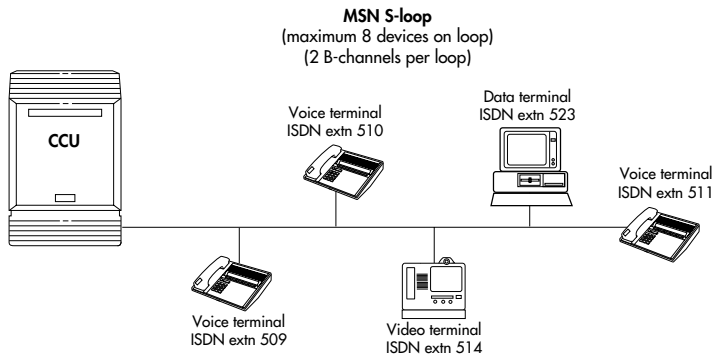 MSN S-loop
(maximum 8 devices on loop)
(2 B-channels per loop)
CCU
Voice terminal
ISDN extn 510
Data terminal
ISDN extn 523
Voice terminal
ISDN extn 511
Voice terminal
ISDN extn 509
Video terminal
ISDN extn 514